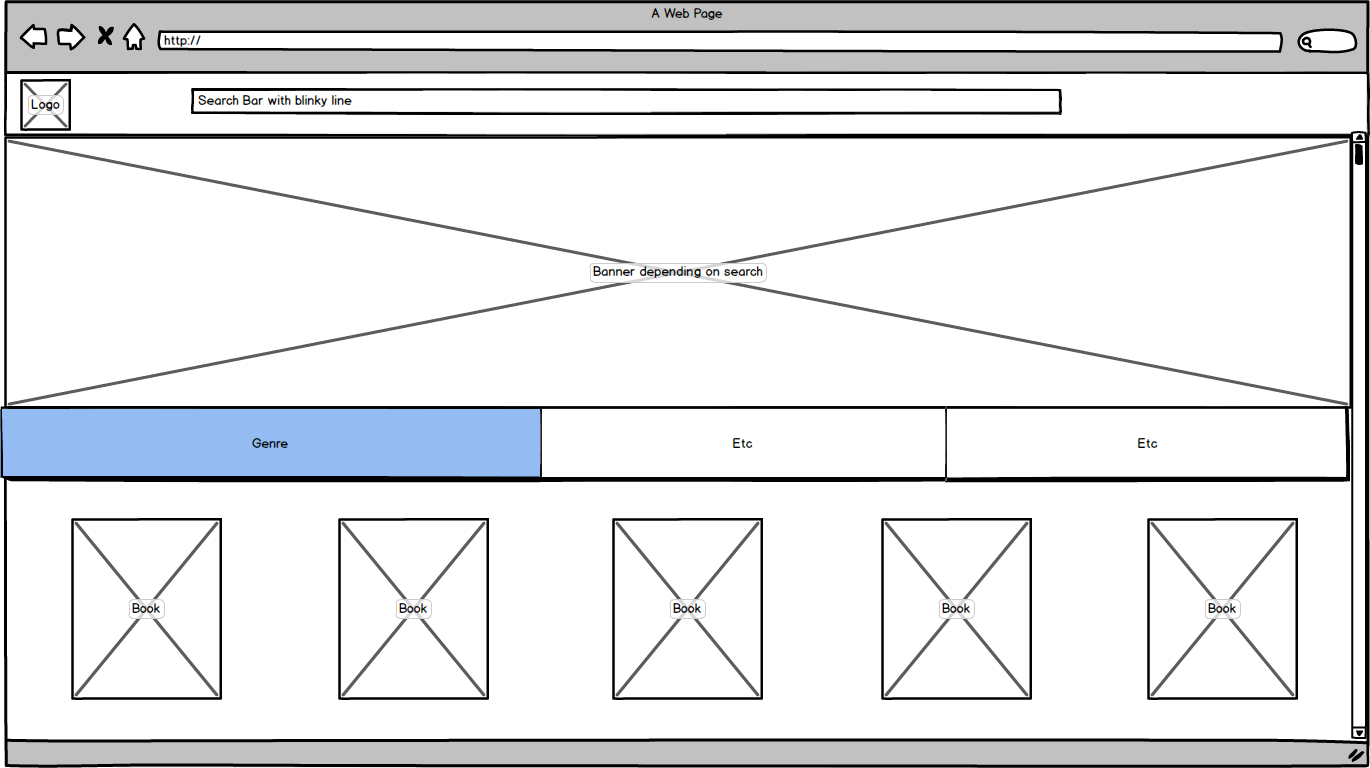 A Web Page
http://
Logo
Search Bar with blinky line
Banner depending on search
Genre
Etc
Etc
Book
Book
Book
Book
Book